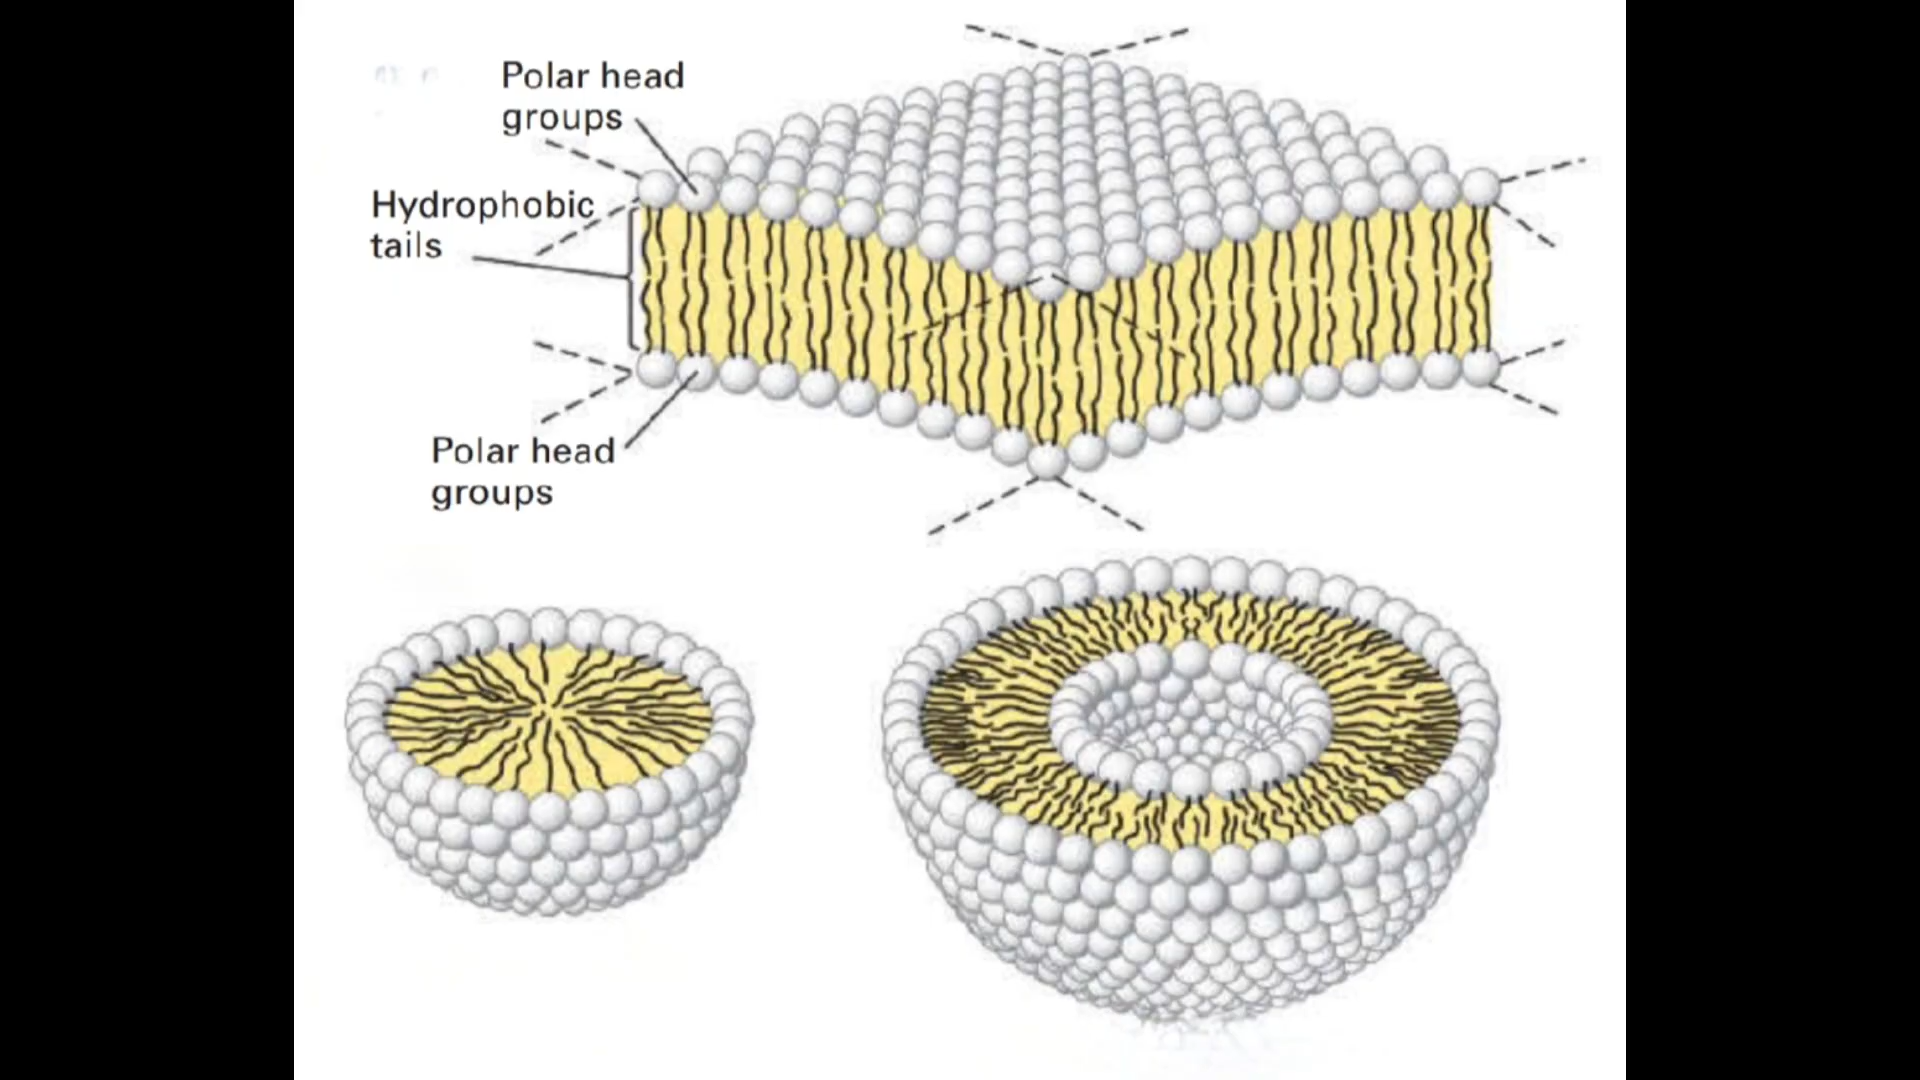 Polar head
groups
Hydrophobic
tails
Polar head
groups